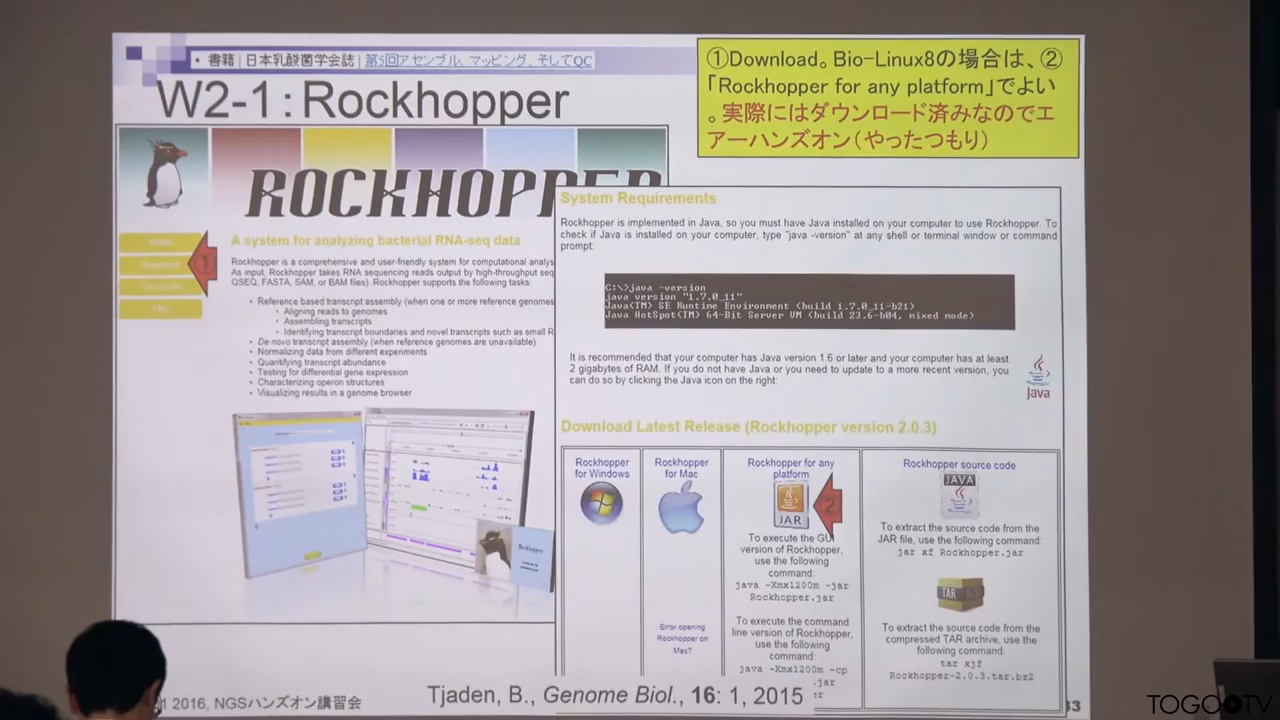 • 書籍 | 日本乳酸菌学会誌 | 第5回アセンブル、マッピング、そしてQC
W2-1：Rockhopper
①Download。Bio-Linux8の場合は、②
「Rockhopper for any platform」でよい
。実際にはダウンロード済みなのでエ
アーハンズオン（やったつもり）
ROCKHOPPER
1
A system for analyzing bacterial RNA-seq data
Rockhopper is a comprehensive and user-friendly system for computational analys
As input, Rockhopper takes RNA sequencing reads output by high-throughput seq
QSEQ, FASTA, SAM, or BAM files). Rockhopper supports the following tasks.
• Reference based transcript assembly (when one or more reference genomes
• Aligning reads to genomes
• Assembling transcripts
• Identifying transcript boundaries and novel transcripts such as small R
• De novo transcript assembly (when reference genomes are unavailable)
• Normalizing data from different experiments
• Quantifying transcript abundance
• Testing for differential gene expression
• Characterizing operon structures
• Visualizing results in a genome browser
Rockhopper
System Requirements
Rockhopper is implemented in Java, so you must have Java installed on your computer to use Rockhopper. To
check if Java is installed on your computer, type "java -version" at any shell or terminal window or command
prompt:
C:\>java -version
java version "1.7.0_11"
Java(TM) SE Runtime Environment (build 1.7.0_11-b21)
Java HotSpot(TM) 64-Bit Server VM (build 23.6-b04, mixed mode)
It is recommended that your computer has Java version 1.6 or later and your computer has at least
2 gigabytes of RAM. If you do not have Java or you need to update to a more recent version, you
can do so by clicking the Java icon on the right:
Java
Download Latest Release (Rockhopper version 2.0.3)
Rockhopper
for Windows
Rockhopper
for Mac
Error opening
Rockhopper on
Mac?
Rockhopper for any
platform
JAR
2
To execute the GUI
version of Rockhopper,
use the following
command:
java -Xmx1200m -jar
Rockhopper.jar
To execute the command
line version of Rockhopper,
use the following
command:
java -Xmx1200m -cp
.jar
Rockhopper source code
JAVA
To extract the source code from the
JAR file, use the following command:
jar xf Rockhopper.jar
TAR
To extract the source code from the
compressed TAR archive, use the
following command:
tar xjf
Rockhopper-2.0.3.tar.bz2
1 2016, NGSハンズオン講習会
Tjaden, B., Genome Biol., 16: 1, 2015
33
TOGOTV